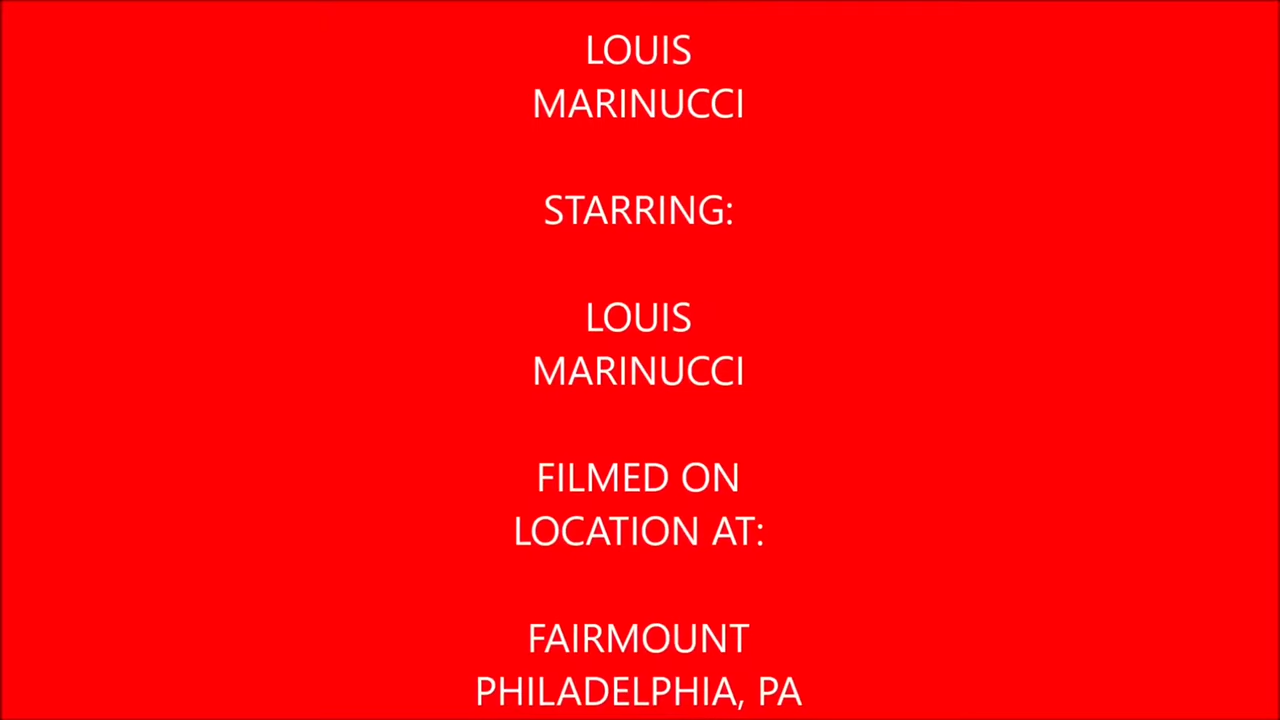 LOUIS
MARINUCCI
STARRING:
LOUIS
MARINUCCI
FILMED ON
LOCATION AT:
FAIRMOUNT
PHILADELPHIA, PA